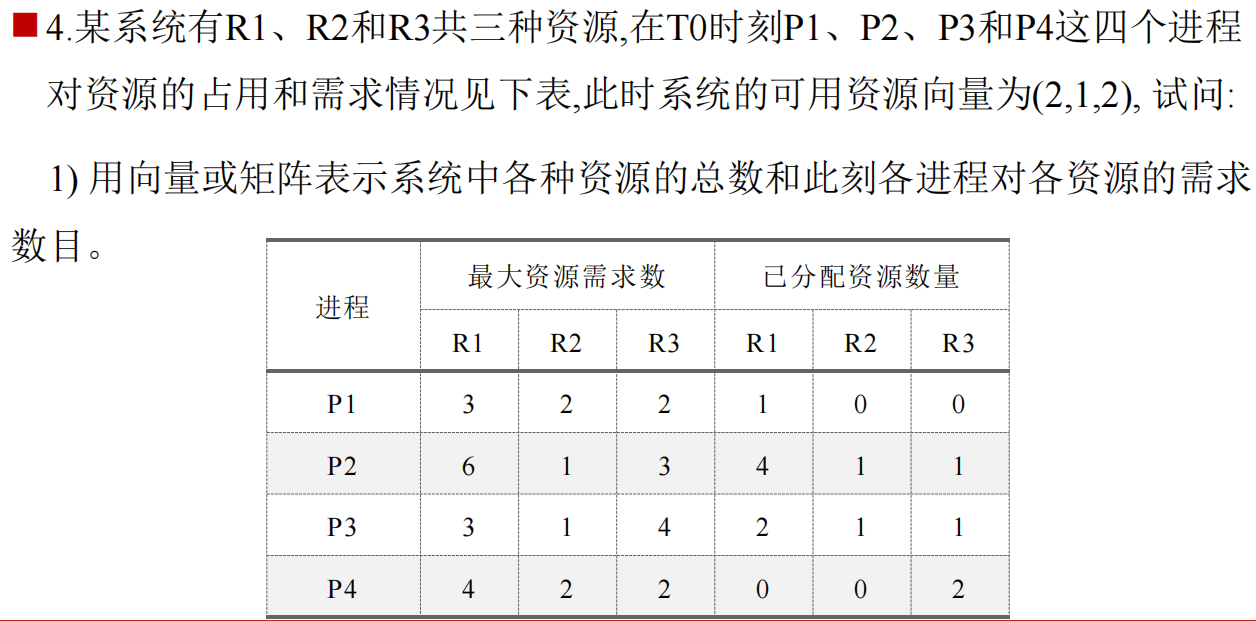 4.某系统有R1、R2和R3共三种资源,在T0时刻P1、P2、P3和P4这四个进程
对资源的占用和需求情况见下表,此时系统的可用资源向量为(2,1,2), 试问:
1) 用向量或矩阵表示系统中各种资源的总数和此刻各进程对各资源的需求
数目。
进程 最大资源需求数 已分配资源数量
R1 R2 R3 R1 R2 R3
P1 3 2 2 1 0 0
P2 6 1 3 4 1 1
P3 3 1 4 2 1 1
P4 4 2 2 0 0 2